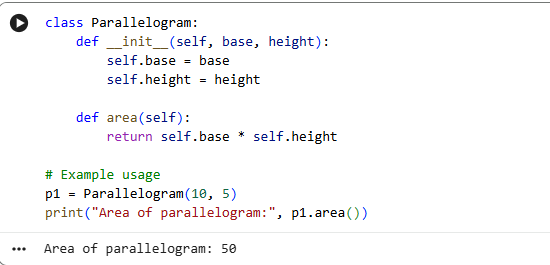 class Parallelogram:
    def __init__(self, base, height):
        self.base = base
        self.height = height

    def area(self):
        return self.base * self.height

# Example usage
p1 = Parallelogram(10, 5)
print("Area of parallelogram:", p1.area())
Area of parallelogram: 50